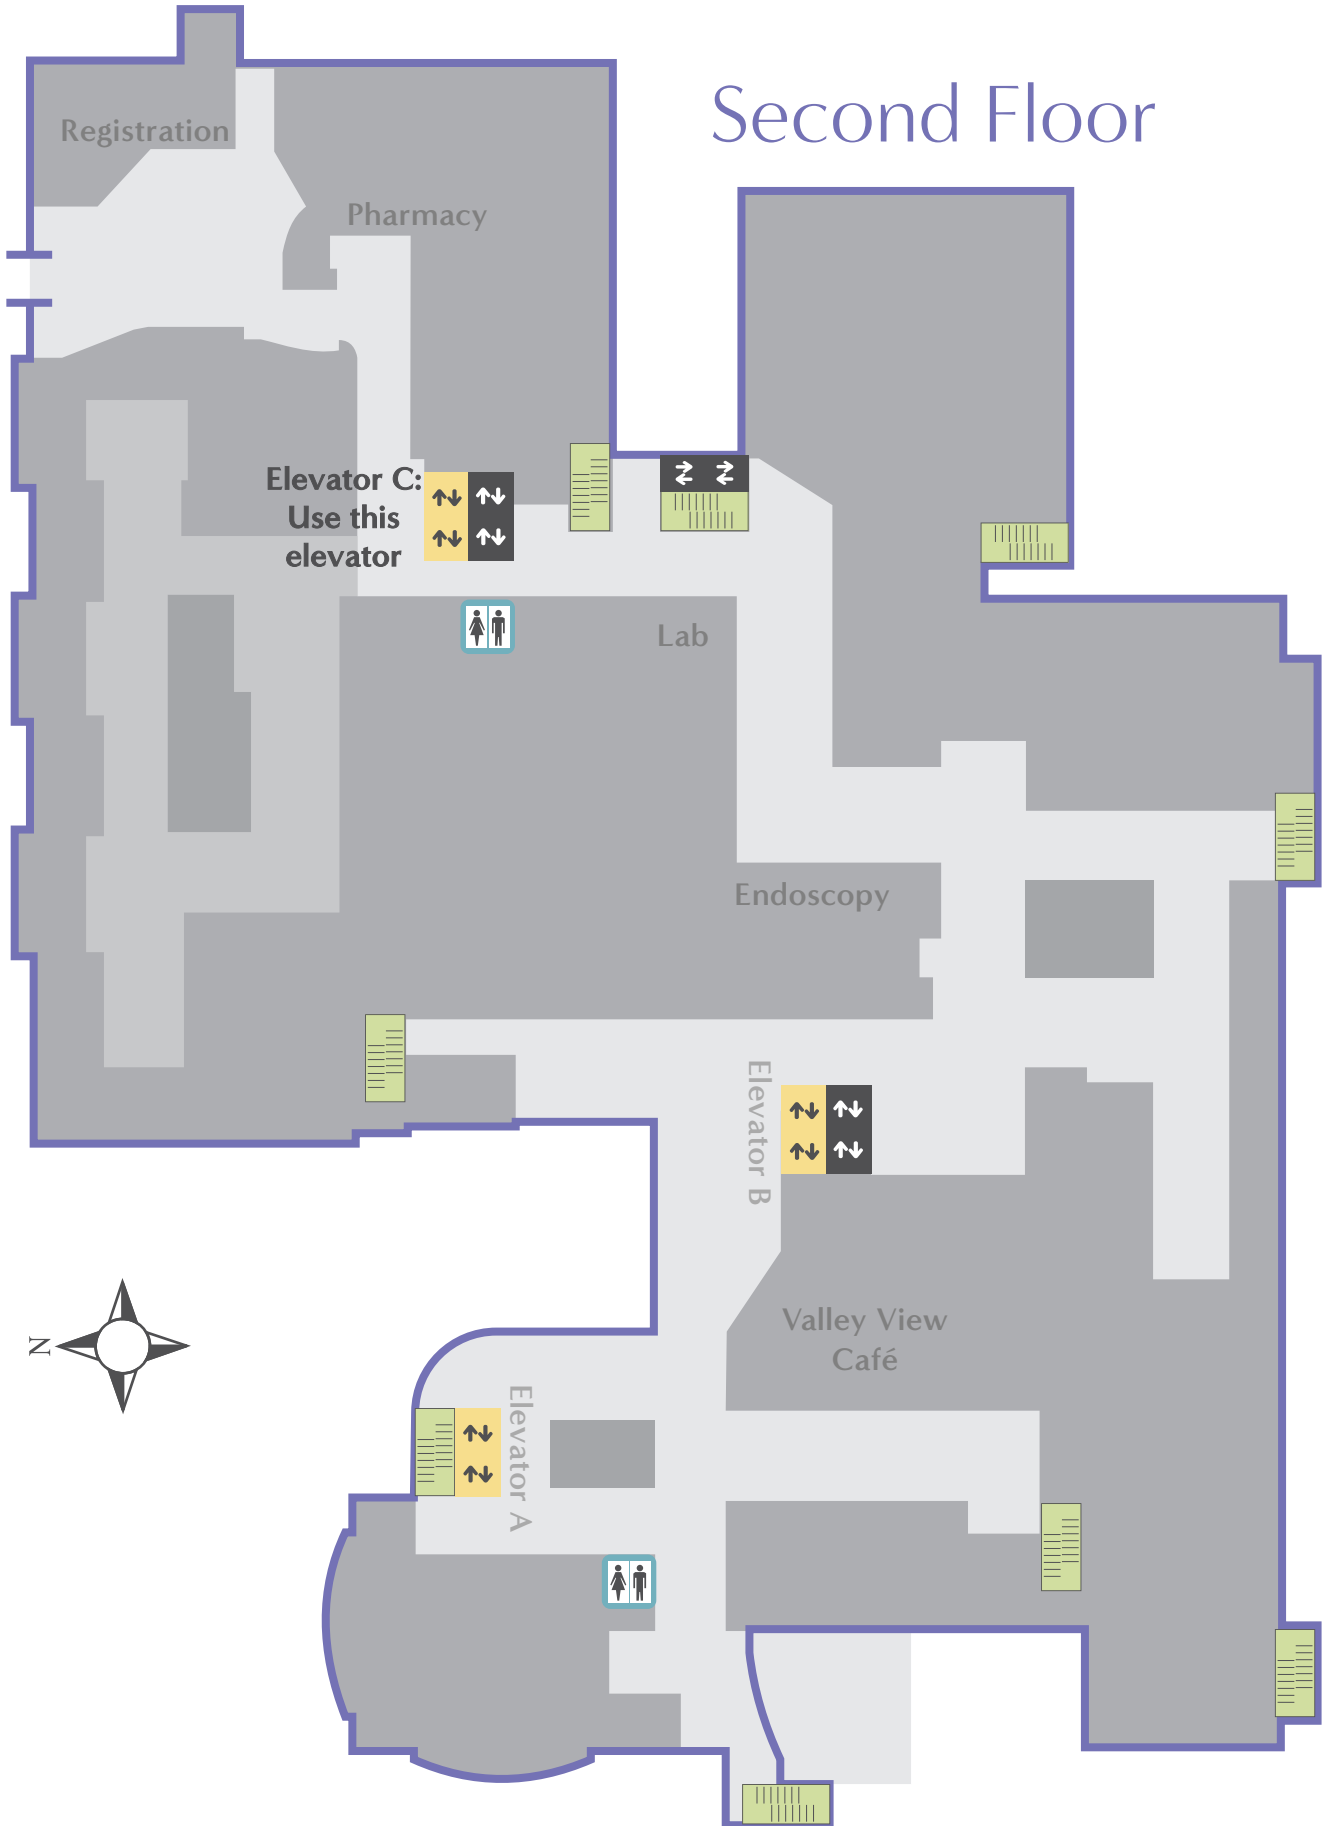 Second Floor
Registration
Pharmacy
Elevator C:
Use this
elevator
Lab
Endoscopy
Elevator B
Valley View
Café
N
Elevator A